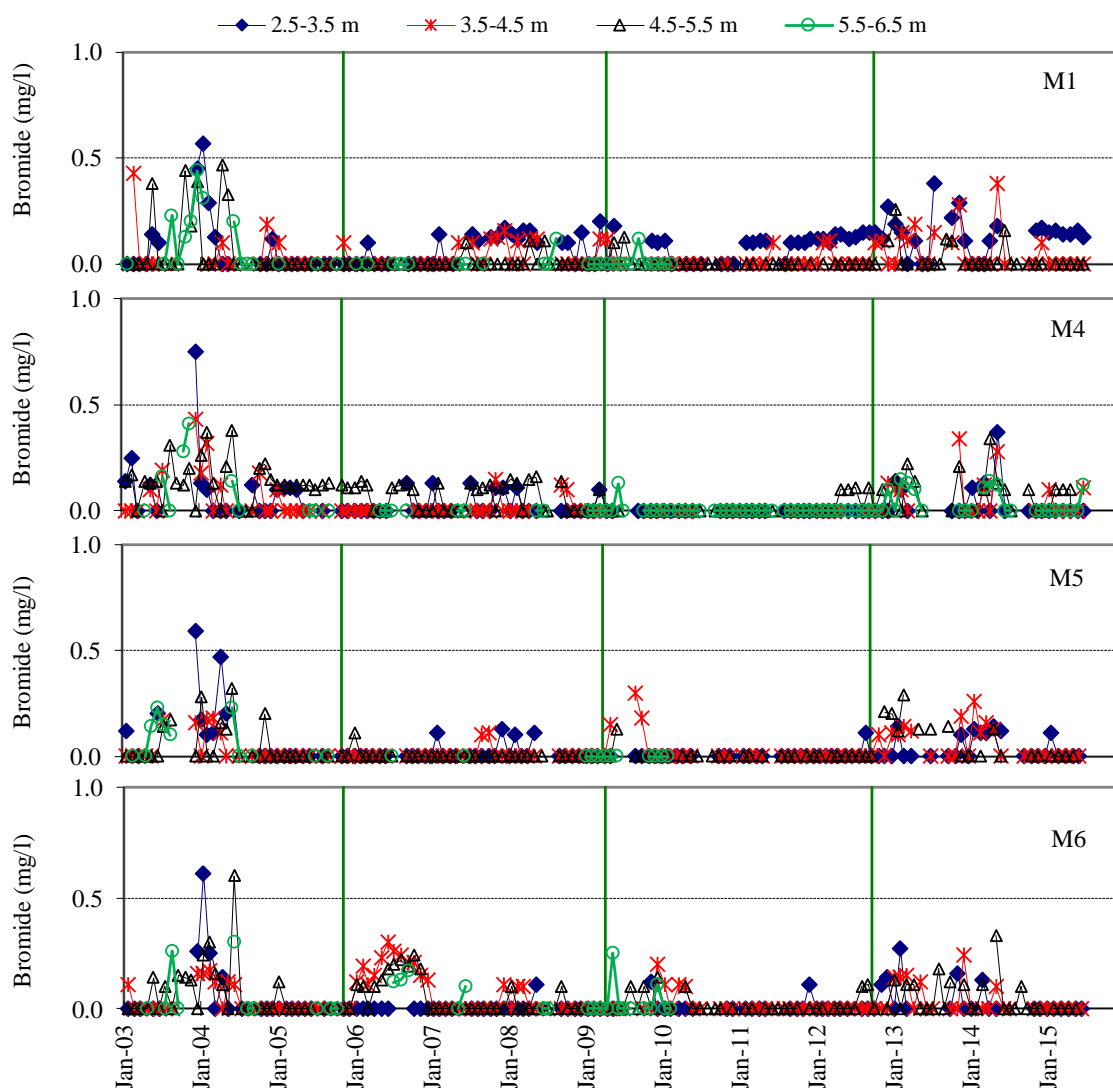 2.5-3.5 m 3.5-4.5 m 4.5-5.5 m 5.5-6.5 m
1.0
M1
Bromide (mg/l)
0.5
0.0
1.0
M4
Bromide (mg/l)
0.5
0.0
1.0
M5
Bromide (mg/l)
0.5
0.0
1.0
M6
Bromide (mg/l)
0.5
0.0
Jan-03 Jan-04 Jan-05 Jan-06 Jan-07 Jan-08 Jan-09 Jan-10 Jan-11 Jan-12 Jan-13 Jan-14 Jan-15